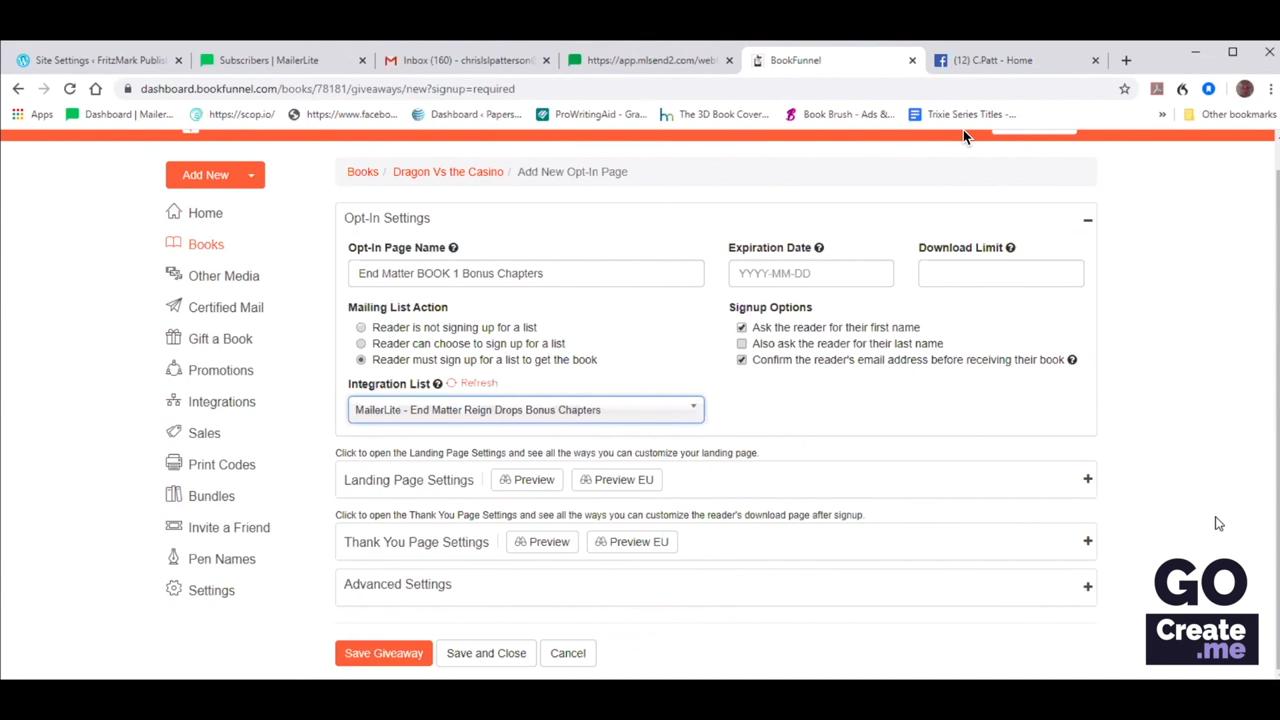 Site Settings ‹ FritzMark Publis
Subscribers | MailerLite
Inbox (160) - chrislslpatterson@
https://app.mlsend2.com/web
BookFunnel
(12) C.Patt - Home
dashboard.bookfunnel.com/books/78181/giveaways/new?signup=required
Apps
Dashboard | Mailer...
https://scop.io/
https://www.facebo...
Dashboard ‹ Papers...
ProWritingAid - Gra...
The 3D Book Cover...
Book Brush - Ads &...
Trixie Series Titles -...
»
Other bookmarks
Add New
Books / Dragon Vs the Casino / Add New Opt-In Page
Home
Books
Other Media
Certified Mail
Gift a Book
Promotions
Integrations
Sales
Print Codes
Bundles
Invite a Friend
Pen Names
Settings
Opt-In Settings
Opt-In Page Name
Expiration Date
Download Limit
End Matter BOOK 1 Bonus Chapters
YYYY-MM-DD
Mailing List Action
Signup Options
Reader is not signing up for a list
Ask the reader for their first name
Reader can choose to sign up for a list
Also ask the reader for their last name
Reader must sign up for a list to get the book
Confirm the reader's email address before receiving their book
Integration List
Refresh
MailerLite - End Matter Reign Drops Bonus Chapters
Click to open the Landing Page Settings and see all the ways you can customize your landing page.
Landing Page Settings
Preview
Preview EU
Click to open the Thank You Page Settings and see all the ways you can customize the reader's download page after signup.
Thank You Page Settings
Preview
Preview EU
Advanced Settings
Save Giveaway
Save and Close
Cancel
GO
Create
.me